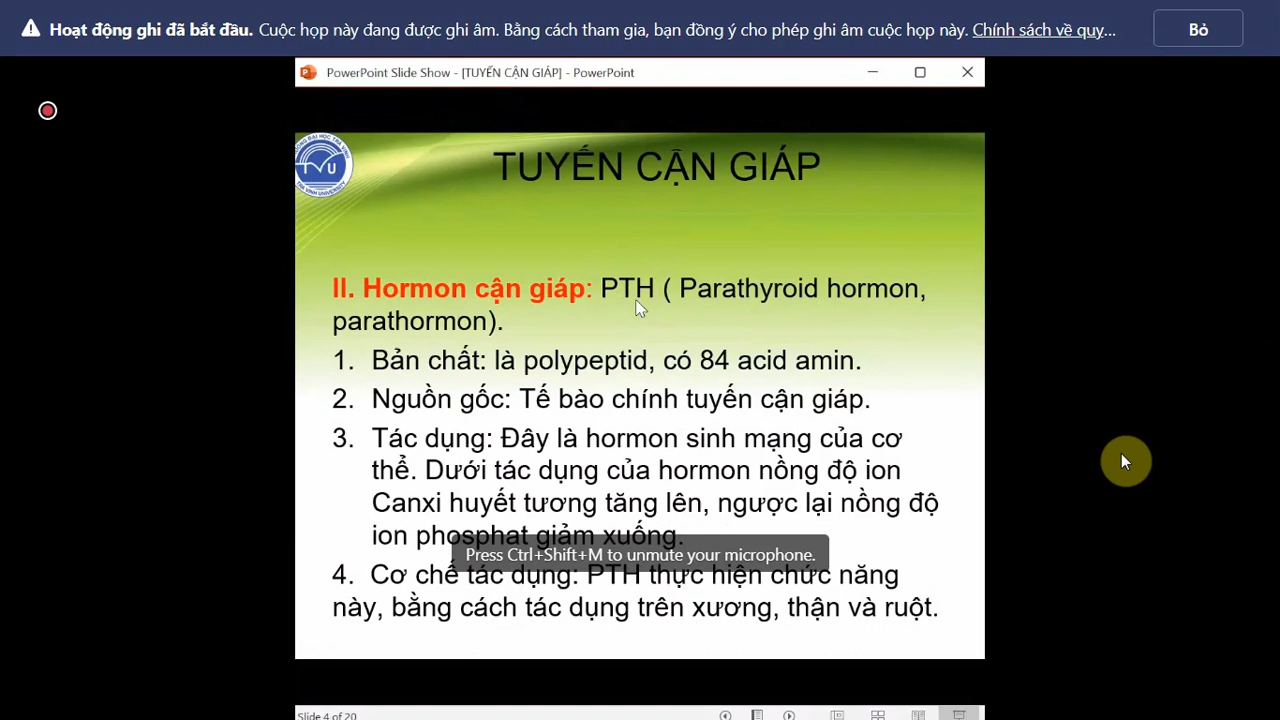 Hoạt động ghi đã bắt đầu. Cuộc họp này đang được ghi âm. Bằng cách tham gia, bạn đồng ý cho phép ghi âm cuộc họp này. Chính sách về quy...
Bỏ
PowerPoint Slide Show - [TUYẾN CẬN GIÁP] - PowerPoint
TVU
TRA VINH UNIVERSITY
TUYẾN CẬN GIÁP
II. Hormon cận giáp: PTH ( Parathyroid hormon,
parathormon).
1. Bản chất: là polypeptid, có 84 acid amin.
2. Nguồn gốc: Tế bào chính tuyến cận giáp.
3. Tác dụng: Đây là hormon sinh mạng của cơ
thể. Dưới tác dụng của hormon nồng độ ion
Canxi huyết tương tăng lên, ngược lại nồng độ
ion phosphat giảm xuống.
Press Ctrl+Shift+M to unmute your microphone.
4. Cơ chế tác dụng: PTH thực hiện chức năng
này, bằng cách tác dụng trên xương, thận và ruột.
Slide 4 of 20